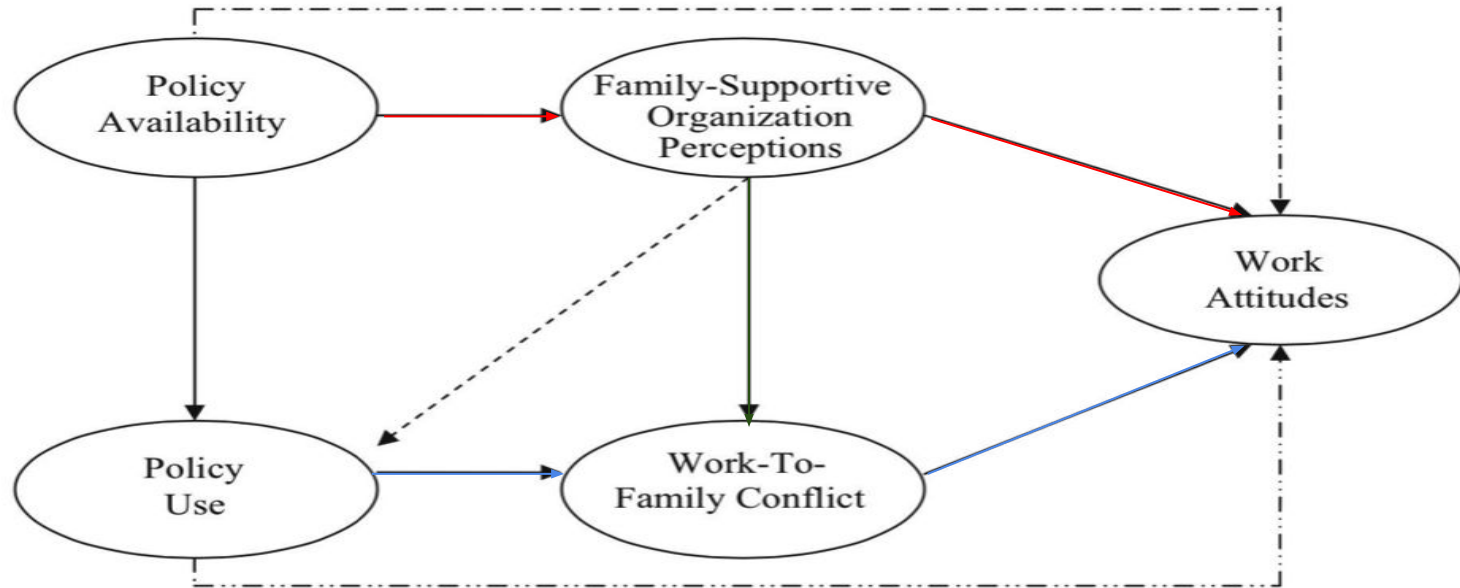 Policy
Availability
Family-Supportive
Organization
Perceptions
Work
Attitudes
Policy
Use
Work-To-
Family Conflict